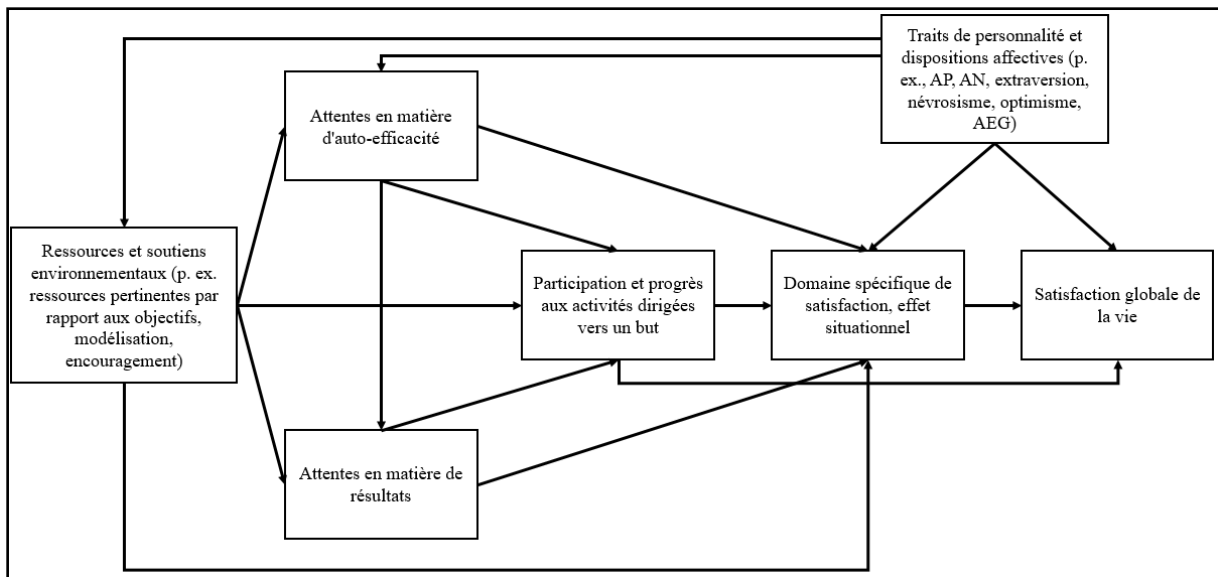 Traits de personnalité et
dispositions affectives (p.
ex., AP, AN, extraversion,
névrosisme, optimisme,
AEG)
Attentes en matière
d'auto-efficacité
Ressources et soutiens
environnementaux (p. ex.
ressources pertinentes par
rapport aux objectifs,
modélisation,
encouragement)
Participation et progrès
aux activités dirigées
vers un but
Domaine spécifique de
satisfaction, effet
situationnel
Satisfaction globale de
la vie
Attentes en matière de
résultats